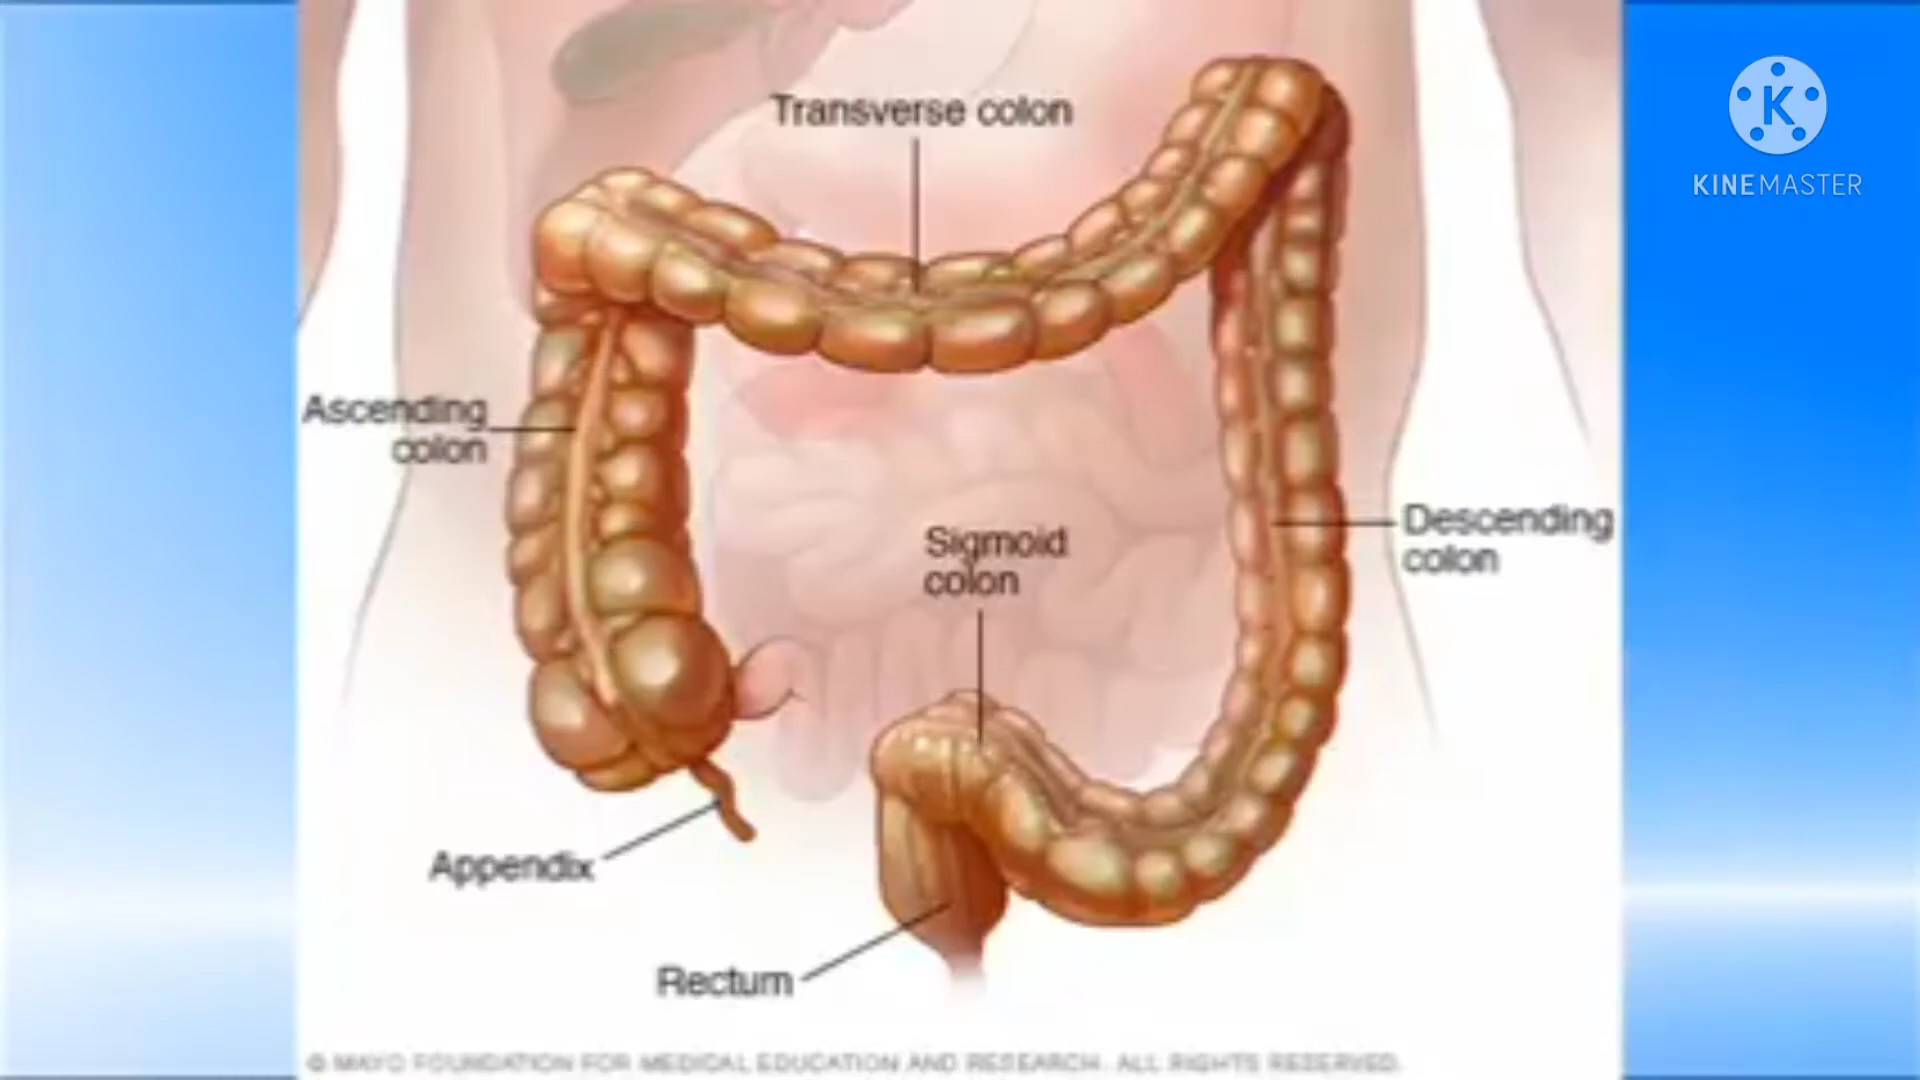 K
KINEMASTER
Transverse colon
Ascending
colon
Sigmoid
colon
Descending
colon
Appendix
Rectum
© MAYO FOUNDATION FOR MEDICAL EDUCATION AND RESEARCH. ALL RIGHTS RESERVED.